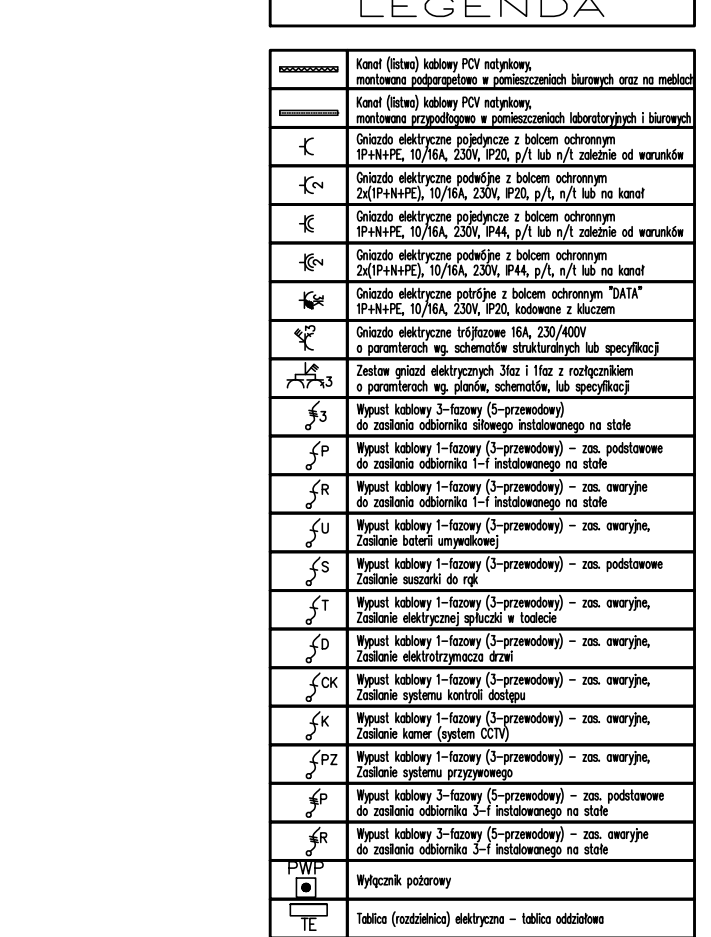 LEGENDA
Kanał (listwa) kablowy PCV natynkowy,
montowana podparapetowo w pomieszczeniach biurowych oraz na meblach
Kanał (listwa) kablowy PCV natynkowy,
montowana przypodłogowo w pomieszczeniach laboratoryjnych i biurowych
Gniazdo elektryczne pojedyncze z bolcem ochronnym
1P+N+PE, 10/16A, 230V, IP20, p/t lub n/t zależnie od warunków
2
Gniazdo elektryczne podwójne z bolcem ochronnym
2x(1P+N+PE), 10/16A, 230V, IP20, p/t, n/t lub na kanał
Gniazdo elektryczne pojedyncze z bolcem ochronnym
1P+N+PE, 10/16A, 230V, IP44, p/t lub n/t zależnie od warunków
2
Gniazdo elektryczne podwójne z bolcem ochronnym
2x(1P+N+PE), 10/16A, 230V, IP44, p/t, n/t lub na kanał
Gniazdo elektryczne potrójne z bolcem ochronnym "DATA"
1P+N+PE, 10/16A, 230V, IP20, kodowane z kluczem
3
Gniazdo elektryczne trójfazowe 16A, 230/400V
o paramterach wg. schematów strukturalnych lub specyfikacji
3
Zestaw gniazd elektrycznych 3faz i 1faz z rozłącznikiem
o paramterach wg. planów, schematów, lub specyfikacji
3
Wypust kablowy 3-fazowy (5-przewodowy)
do zasilania odbiornika siłowego instalowanego na stałe
P
Wypust kablowy 1-fazowy (3-przewodowy) - zas. podstawowe
do zasilania odbiornika 1-f instalowanego na stałe
R
Wypust kablowy 1-fazowy (3-przewodowy) - zas. awaryjne
do zasilania odbiornika 1-f instalowanego na stałe
U
Wypust kablowy 1-fazowy (3-przewodowy) - zas. awaryjne,
Zasilanie baterii umywalkowej
S
Wypust kablowy 1-fazowy (3-przewodowy) - zas. podstawowe
Zasilanie suszarki do rąk
T
Wypust kablowy 1-fazowy (3-przewodowy) - zas. awaryjne,
Zasilanie elektrycznej spłuczki w toalecie
D
Wypust kablowy 1-fazowy (3-przewodowy) - zas. awaryjne,
Zasilanie elektrotrzymacza drzwi
CK
Wypust kablowy 1-fazowy (3-przewodowy) - zas. awaryjne,
Zasilanie systemu kontroli dostępu
K
Wypust kablowy 1-fazowy (3-przewodowy) - zas. awaryjne,
Zasilanie kamer (system CCTV)
PZ
Wypust kablowy 1-fazowy (3-przewodowy) - zas. awaryjne,
Zasilanie systemu przyzywowego
P
Wypust kablowy 3-fazowy (5-przewodowy) - zas. podstawowe
do zasilania odbiornika 3-f instalowanego na stałe
R
Wypust kablowy 3-fazowy (5-przewodowy) - zas. awaryjne
do zasilania odbiornika 3-f instalowanego na stałe
PWP
Wyłącznik pożarowy
TE
Tablica (rozdzielnica) elektryczna - tablica oddziałowa